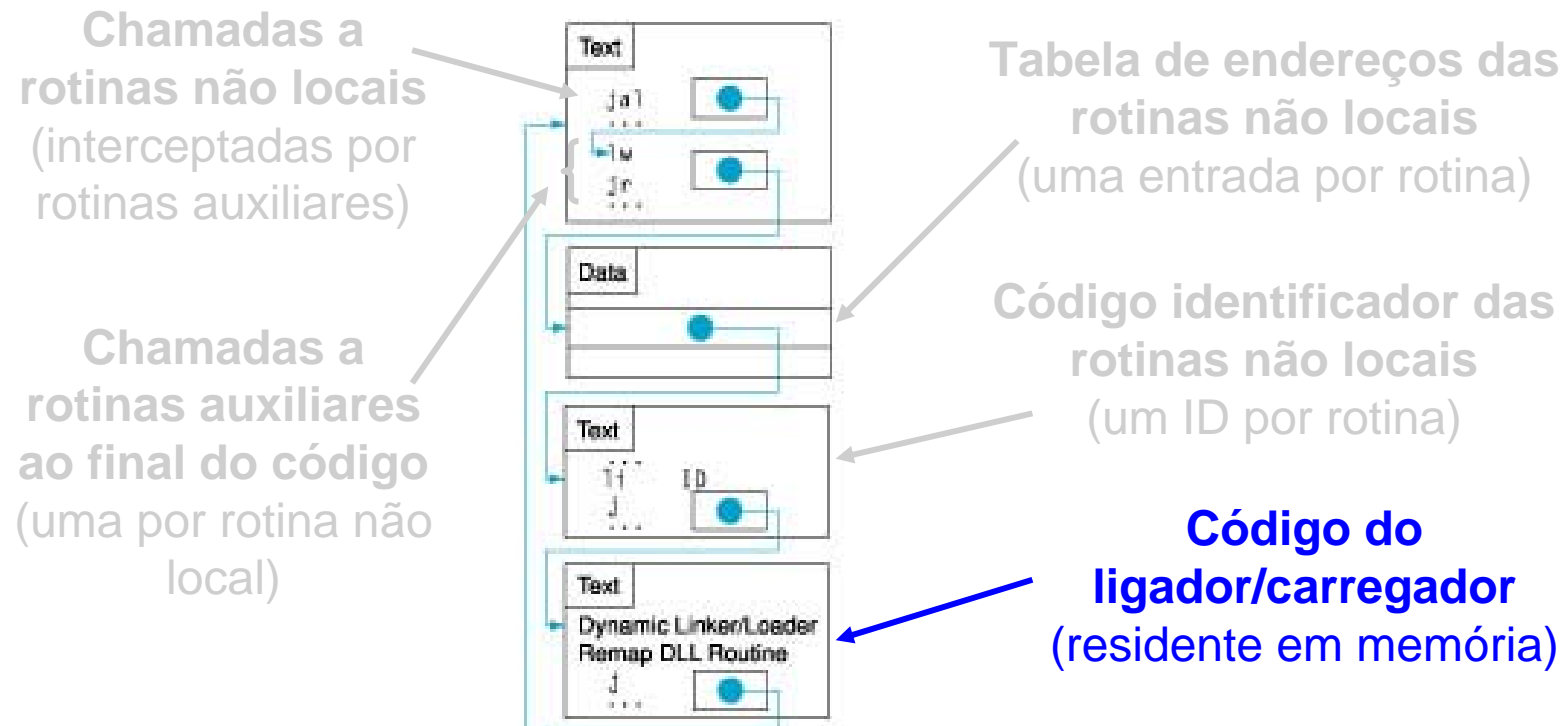 Chamadas a
rotinas não locais
(interceptadas por
rotinas auxiliares)
Chamadas a
rotinas auxiliares
ao final do código
(uma por rotina não
local)
Text
jal
...
lw
jr
...
Data
Text
...
li ID
j
...
Text
Dynamic Linker/Loader
Remap DLL Routine
j
...
Tabela de endereços das
rotinas não locais
(uma entrada por rotina)
Código identificador das
rotinas não locais
(um ID por rotina)
Código do
ligador/carregador
(residente em memória)